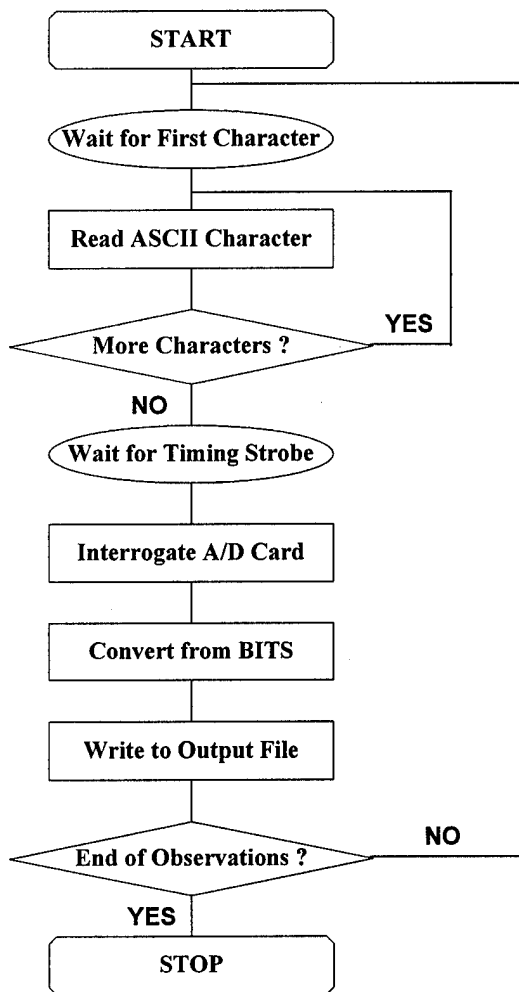 START
Wait for First Character
Read ASCII Character
More Characters ?
YES
NO
Wait for Timing Strobe
Interrogate A/D Card
Convert from BITS
Write to Output File
End of Observations ?
NO
YES
STOP